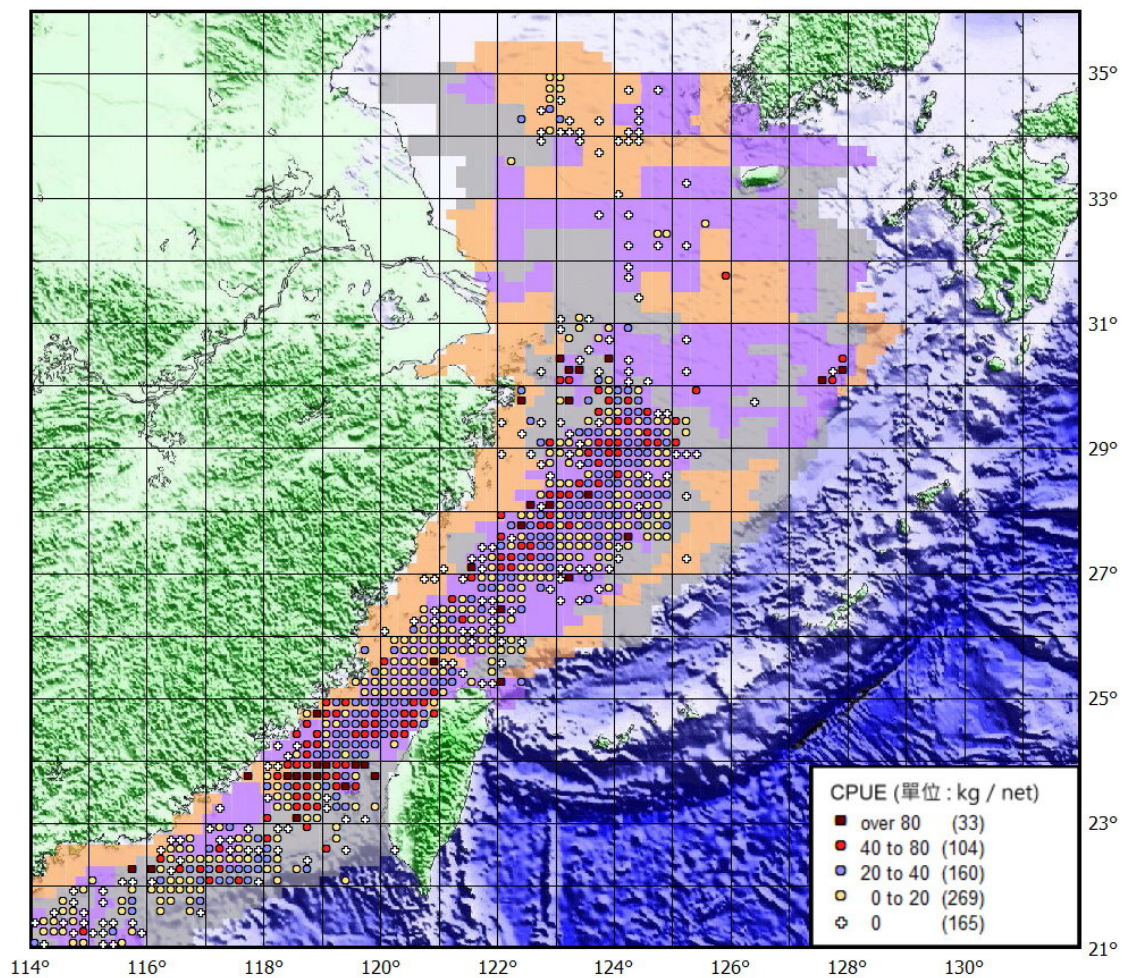 35°
33°
31°
29°
27°
25°
CPUE (單位 : kg / net)
over 80 (33)
40 to 80 (104)
20 to 40 (160)
0 to 20 (269)
0 (165)
23°
21°
114° 116° 118° 120° 122° 124° 126° 128° 130°